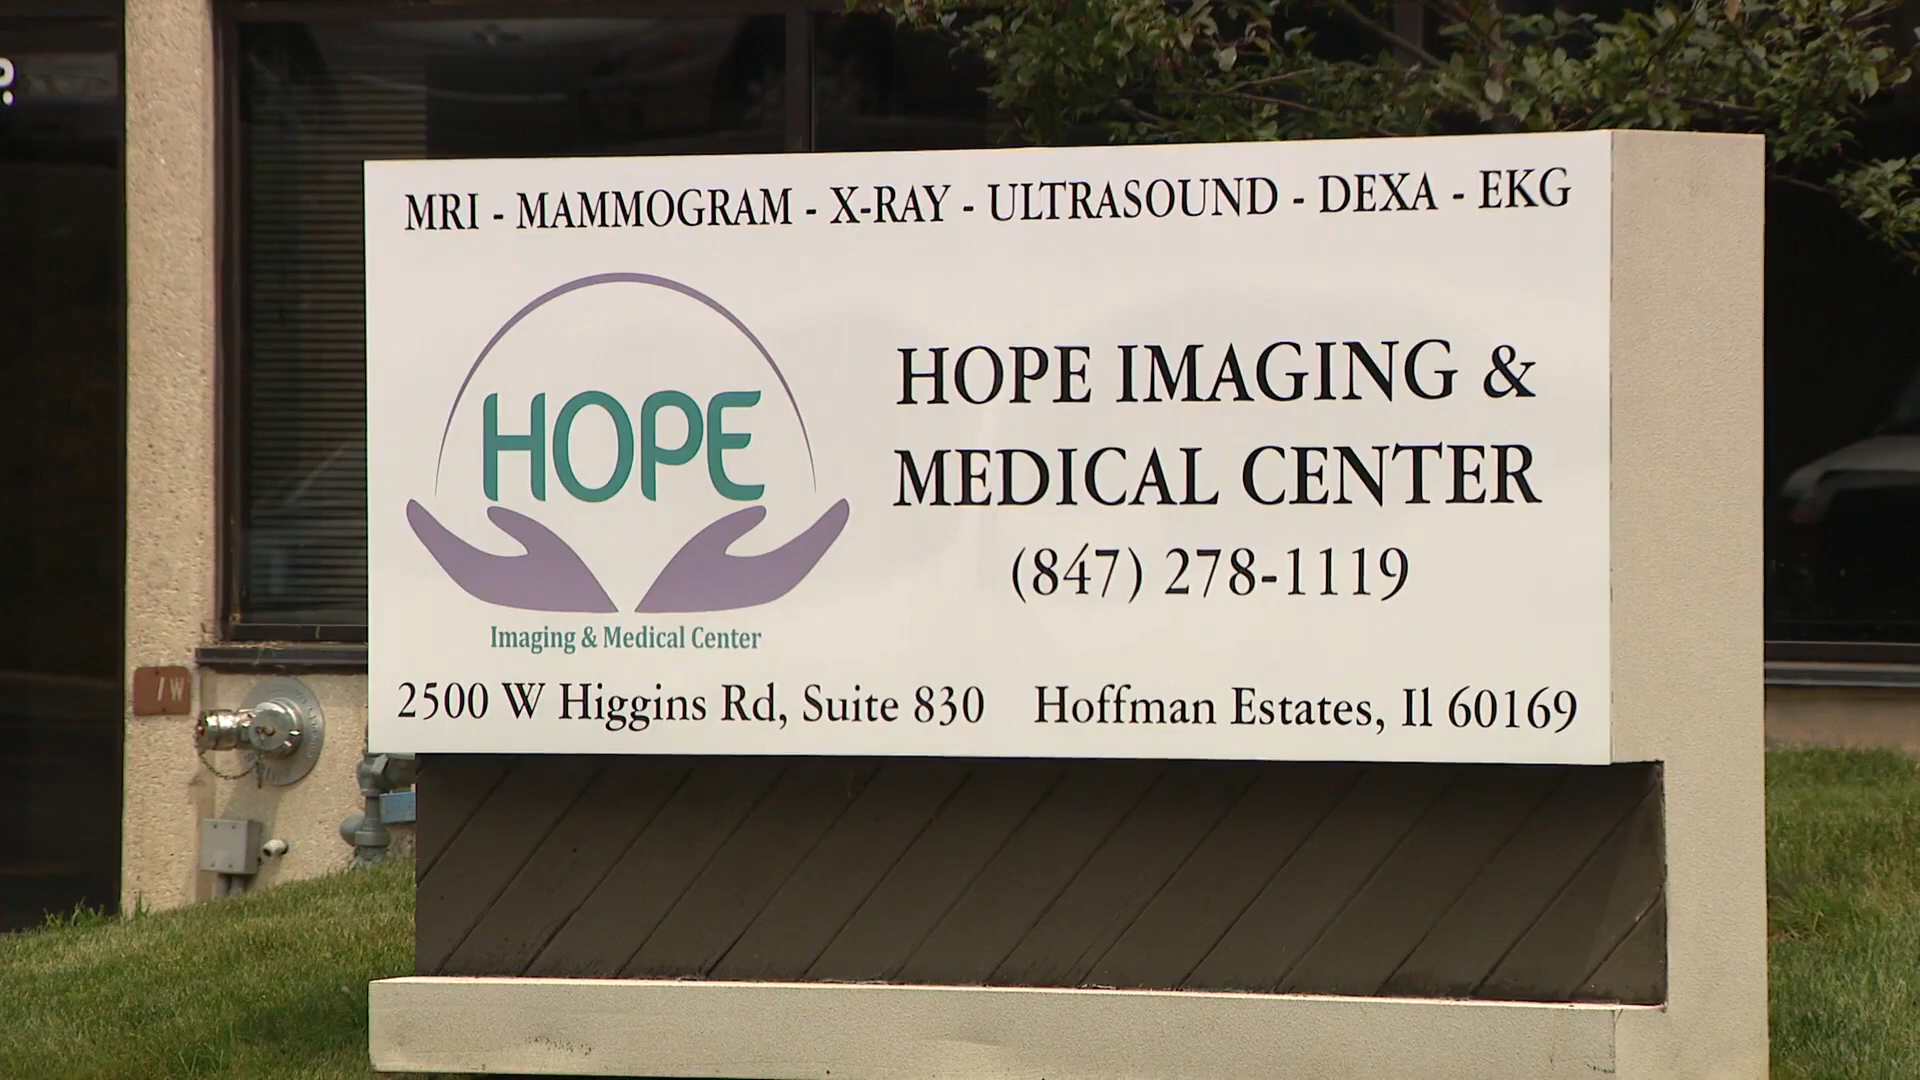 MRI - MAMMOGRAM - X-RAY - ULTRASOUND - DEXA - EKG
HOPE
Imaging & Medical Center
HOPE IMAGING &
MEDICAL CENTER
(847) 278-1119
2500 W Higgins Rd, Suite 830 Hoffman Estates, Il 60169